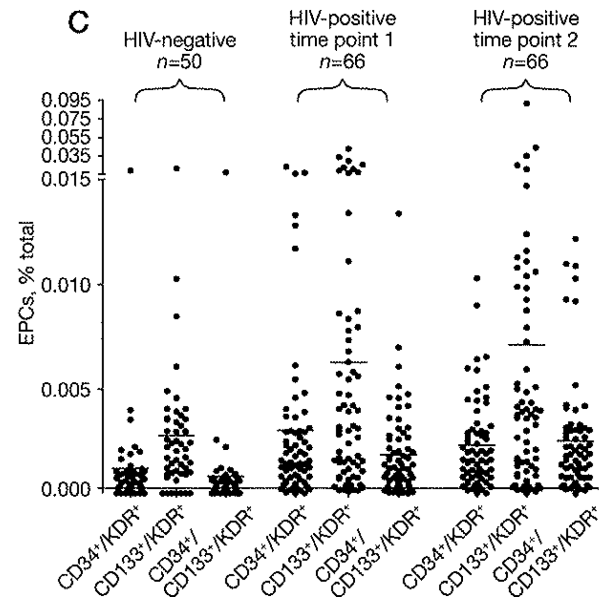 C
HIV-negative
n=50
HIV-positive
time point 1
n=66
HIV-positive
time point 2
n=66
EPCs, % total
0.095
0.075
0.055
0.035
0.015
0.010
0.005
0.000
CD34⁺/KDR⁺
CD133⁺/KDR⁺
CD34⁺/
CD133⁺/KDR⁺
CD34⁺/KDR⁺
CD133⁺/KDR⁺
CD34⁺/
CD133⁺/KDR⁺
CD34⁺/KDR⁺
CD133⁺/KDR⁺
CD34⁺/
CD133⁺/KDR⁺